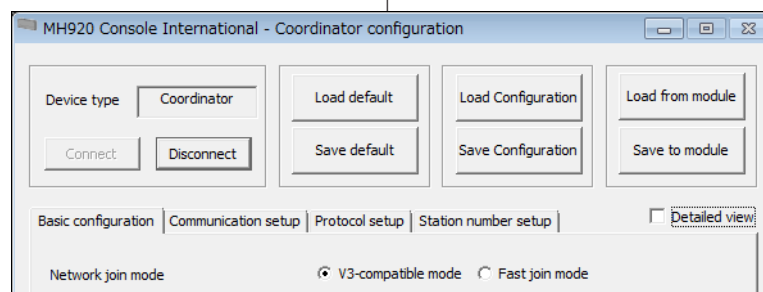 MH920 Console International - Coordinator configuration
Device type Coordinator Load default Load Configuration Load from module
Connect Disconnect Save default Save Configuration Save to module
Basic configuration Communication setup Protocol setup Station number setup Detailed view
Network join mode V3-compatible mode Fast join mode